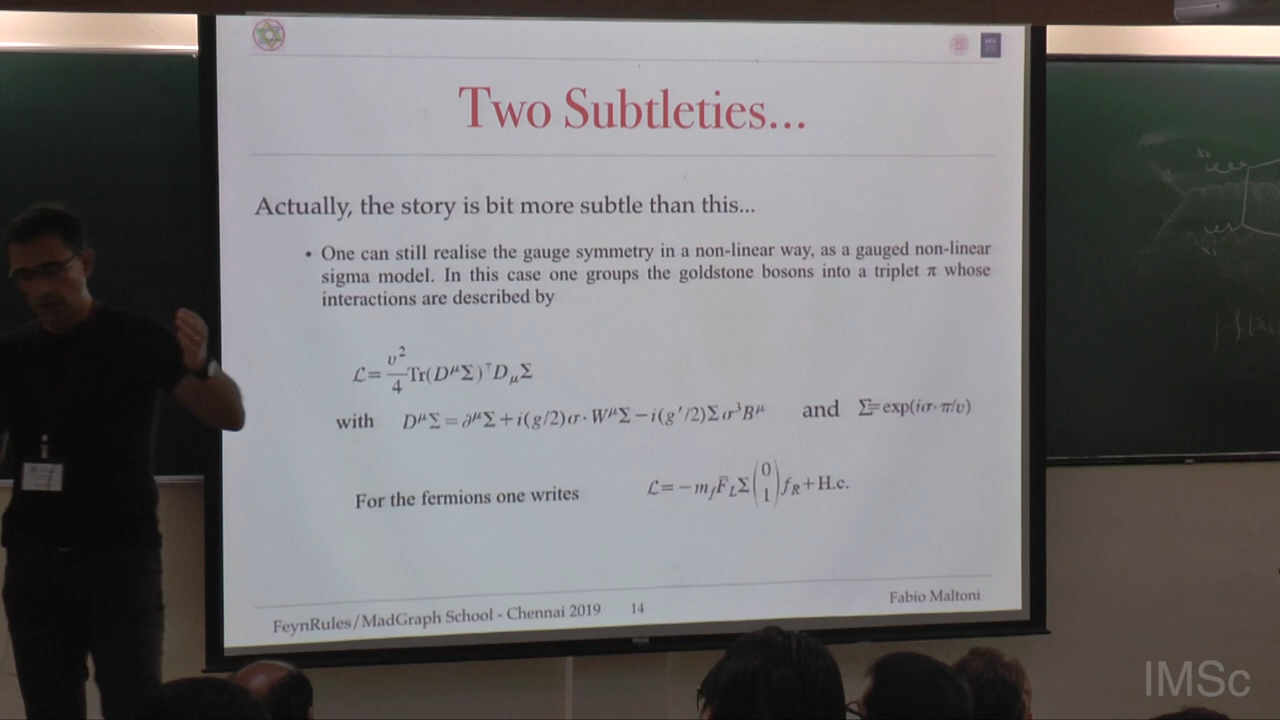 Two Subtleties...
Actually, the story is bit more subtle than this...
• One can still realise the gauge symmetry in a non-linear way, as a gauged non-linear
sigma model. In this case one groups the goldstone bosons into a triplet π whose
interactions are described by
ℒ= υ²/4 Tr(D^μΣ)^†D_μΣ
with D^μΣ=∂^μΣ+i(g/2)σ·W^μΣ−i(g′/2)Σσ³B^μ and Σ=exp(iσ·π/υ)
For the fermions one writes ℒ=−m_f F̄_LΣ(0 1)f_R+H.c.
FeynRules/MadGraph School - Chennai 2019 14 Fabio Maltoni
IMSc